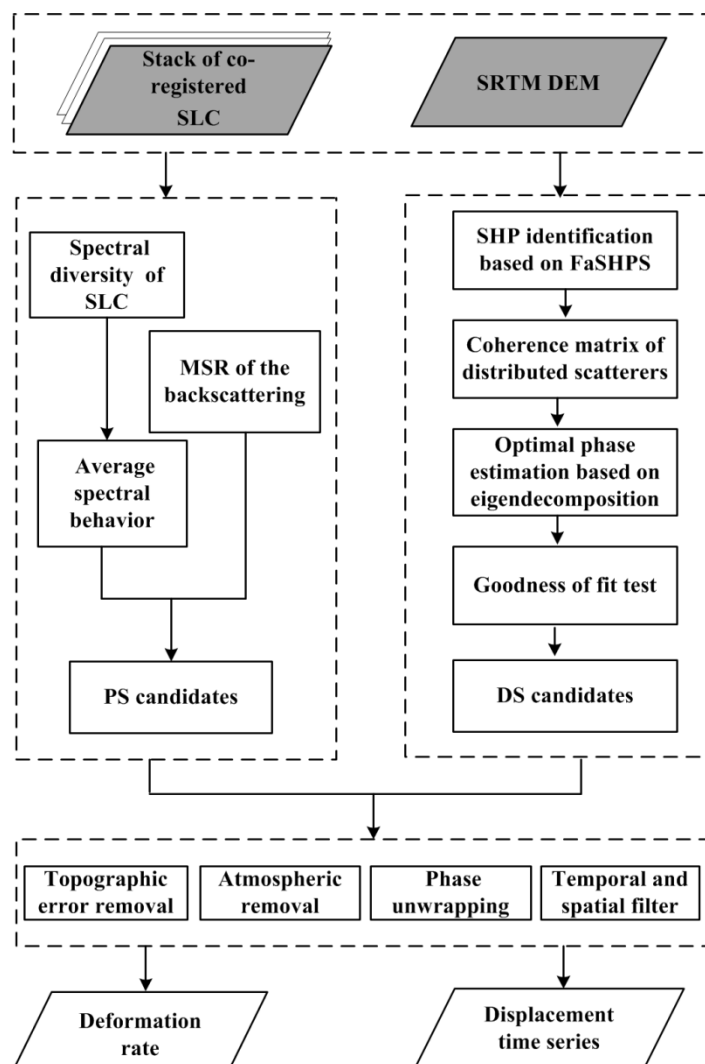 Stack of co-
registered
SLC
SRTM DEM
Spectral
diversity of
SLC
MSR of the
backscattering
Average
spectral
behavior
PS candidates
SHP identification
based on FaSHPS
Coherence matrix of
distributed scatterers
Optimal phase
estimation based on
eigendecomposition
Goodness of fit test
DS candidates
Topographic
error removal
Atmospheric
removal
Phase
unwrapping
Temporal and
spatial filter
Deformation
rate
Displacement
time series